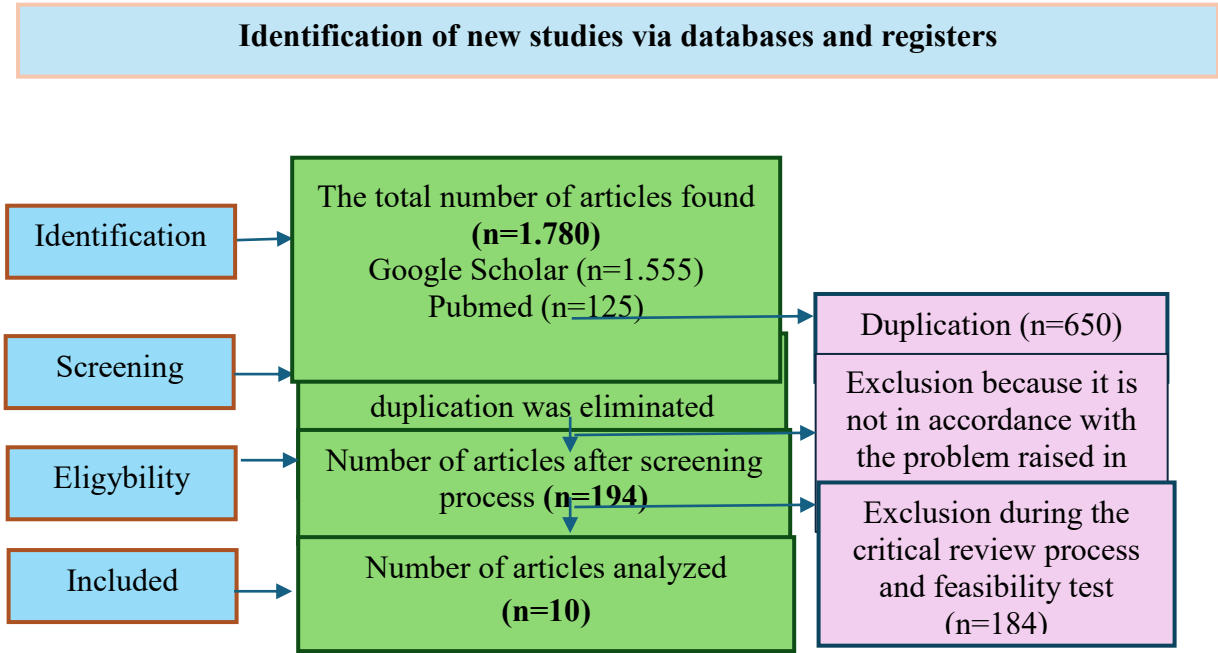 Identification of new studies via databases and registers
Identification
The total number of articles found
(n=1.780)
Google Scholar (n=1.555)
Pubmed (n=125)
Duplication (n=650)
Screening
duplication was eliminated
Exclusion because it is
not in accordance with
the problem raised in
Eligybility
Number of articles after screening
process (n=194)
Exclusion during the
critical review process
and feasibility test
(n=184)
Included
Number of articles analyzed
(n=10)